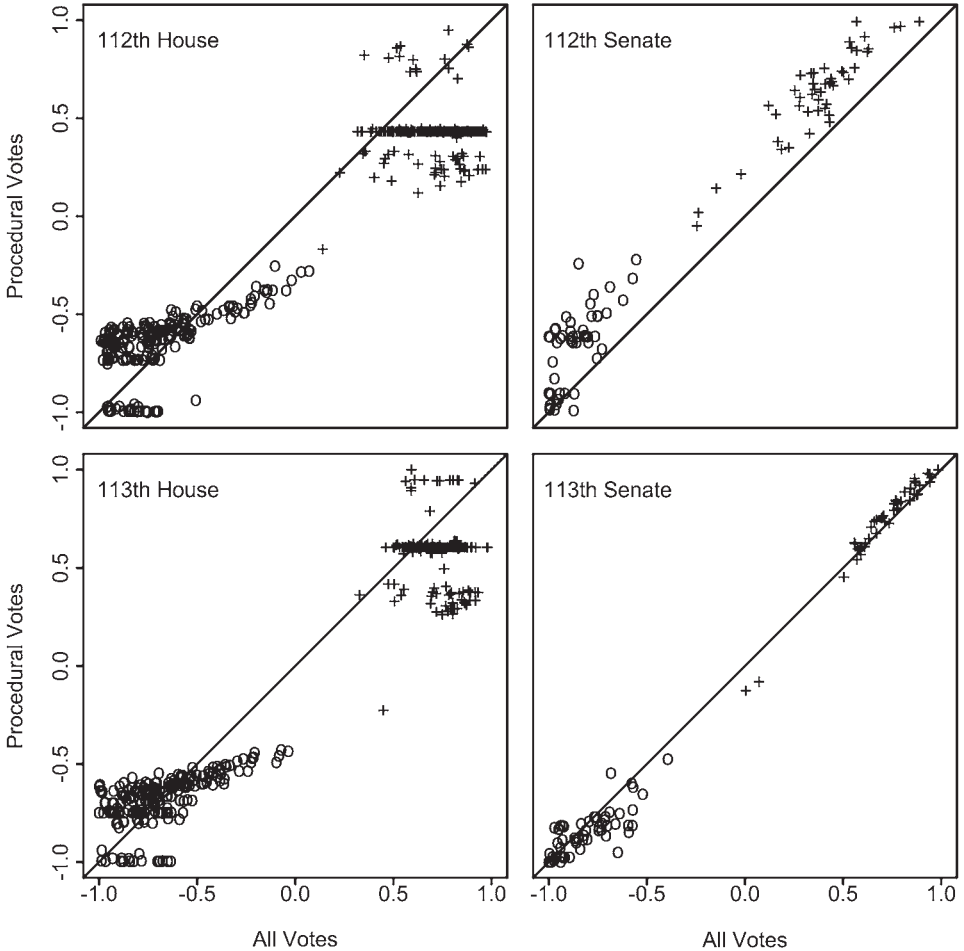 112th House
112th Senate
Procedural Votes
1.0
0.5
0.0
-0.5
-1.0
113th House
113th Senate
Procedural Votes
1.0
0.5
0.0
-0.5
-1.0
-1.0 -0.5 0.0 0.5 1.0
-1.0 -0.5 0.0 0.5 1.0
All Votes
All Votes